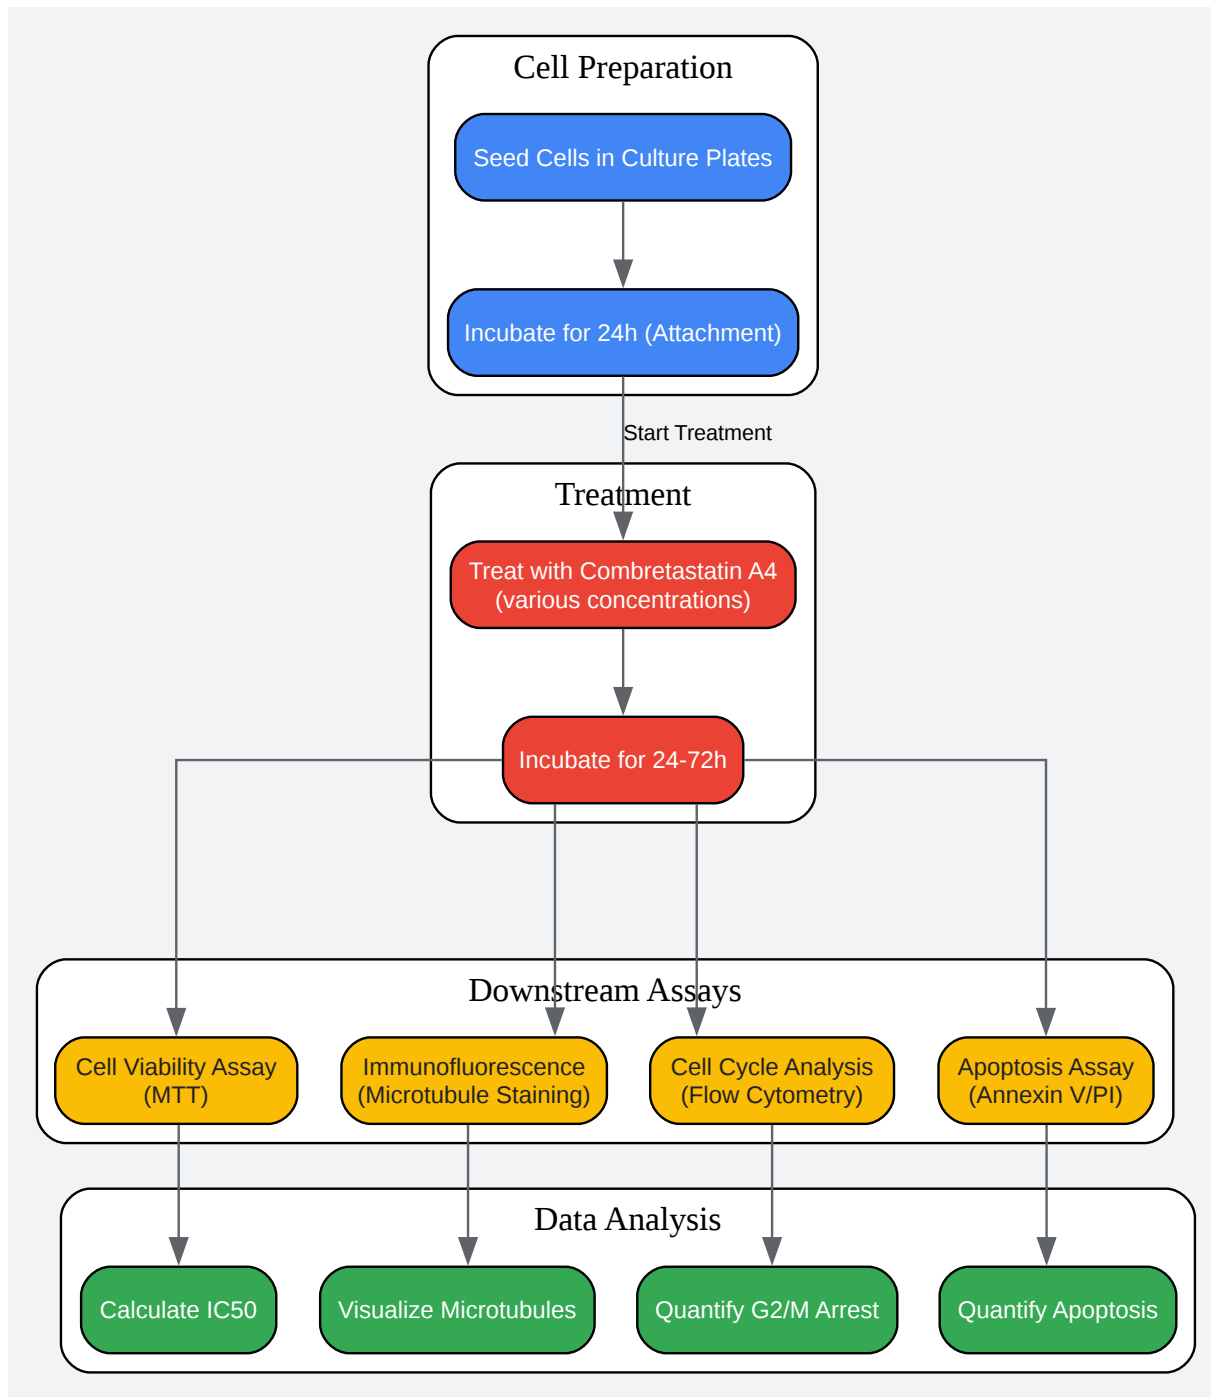 Cell Preparation
Seed Cells in Culture Plates
Incubate for 24h (Attachment)
Start Treatment
Treatment
Treat with Combretastatin A4
(various concentrations)
Incubate for 24-72h
Downstream Assays
Cell Viability Assay
(MTT)
Immunofluorescence
(Microtubule Staining)
Cell Cycle Analysis
(Flow Cytometry)
Apoptosis Assay
(Annexin V/PI)
Data Analysis
Calculate IC50
Visualize Microtubules
Quantify G2/M Arrest
Quantify Apoptosis